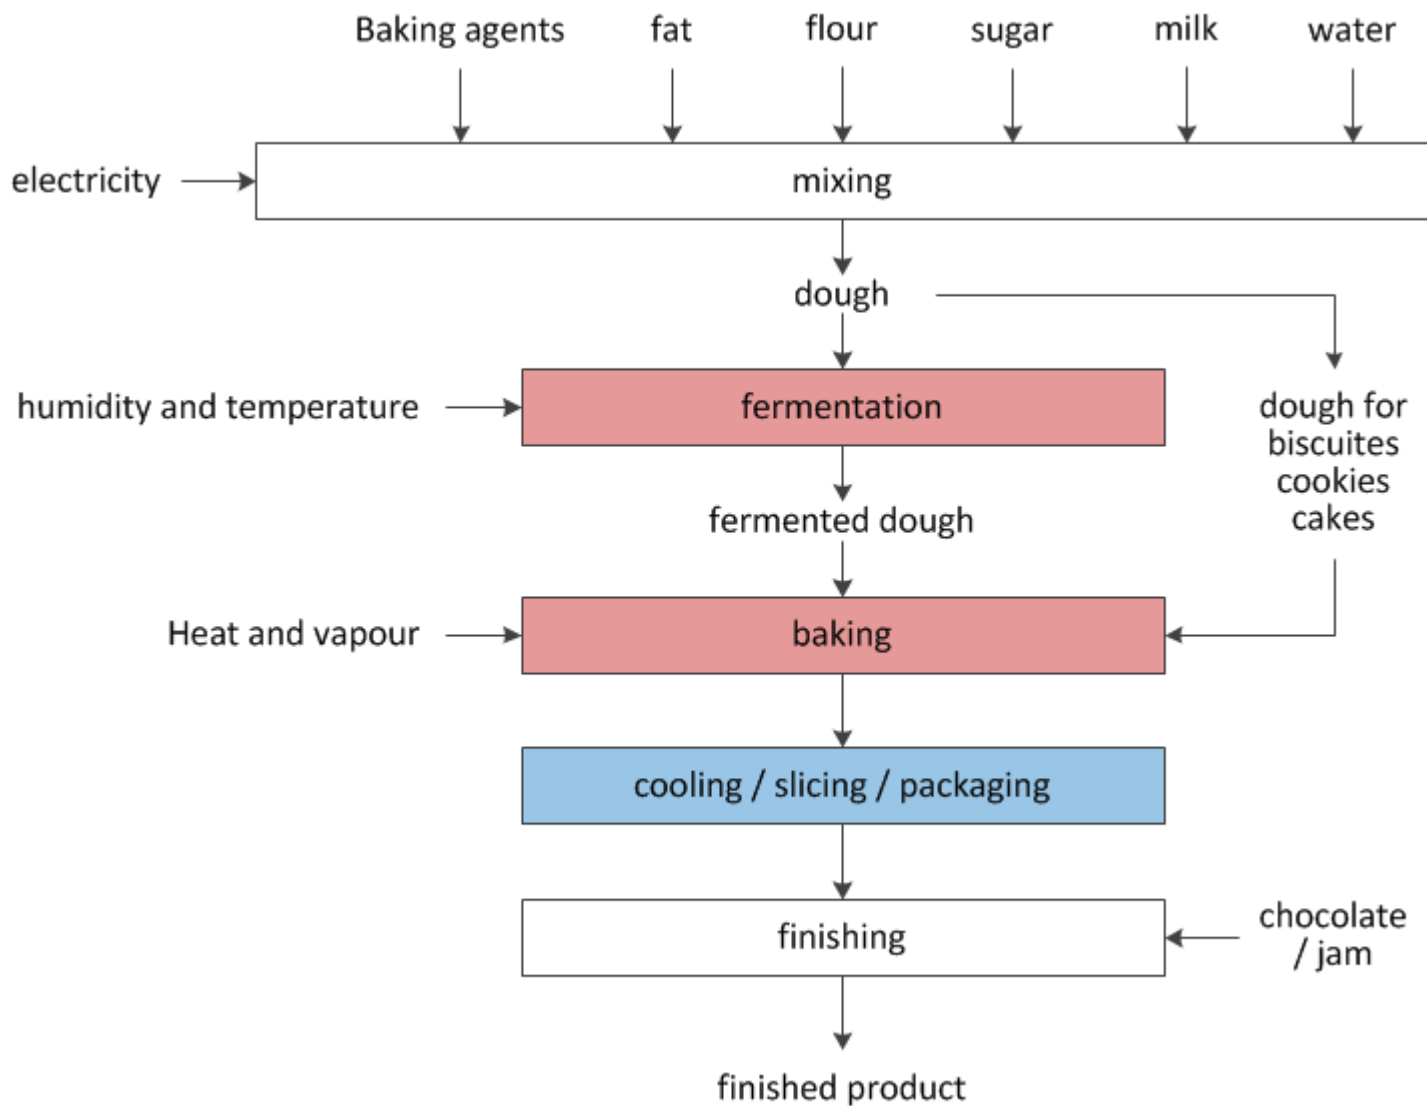 Baking agents fat flour sugar milk water
electricity mixing
dough
humidity and temperature fermentation dough for
biscuites
cookies
cakes
fermented dough
Heat and vapour baking
cooling / slicing / packaging
finishing chocolate
/ jam
finished product